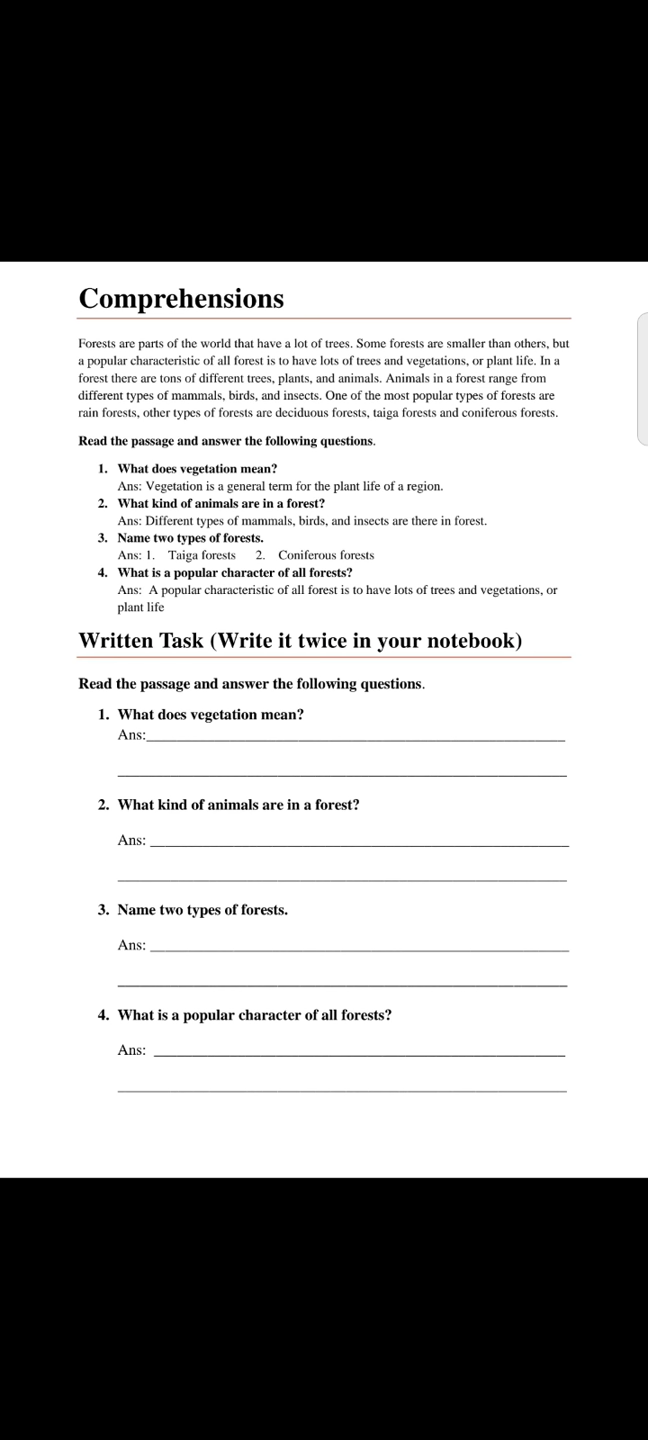 Comprehensions
Forests are parts of the world that have a lot of trees. Some forests are smaller than others, but
a popular characteristic of all forest is to have lots of trees and vegetations, or plant life. In a
forest there are tons of different trees, plants, and animals. Animals in a forest range from
different types of mammals, birds, and insects. One of the most popular types of forests are
rain forests, other types of forests are deciduous forests, taiga forests and coniferous forests.
Read the passage and answer the following questions.
1. What does vegetation mean?
Ans: Vegetation is a general term for the plant life of a region.
2. What kind of animals are in a forest?
Ans: Different types of mammals, birds, and insects are there in forest.
3. Name two types of forests.
Ans: 1. Taiga forests 2. Coniferous forests
4. What is a popular character of all forests?
Ans: A popular characteristic of all forest is to have lots of trees and vegetations, or
plant life
Written Task (Write it twice in your notebook)
Read the passage and answer the following questions.
1. What does vegetation mean?
Ans:
2. What kind of animals are in a forest?
Ans:
3. Name two types of forests.
Ans:
4. What is a popular character of all forests?
Ans: